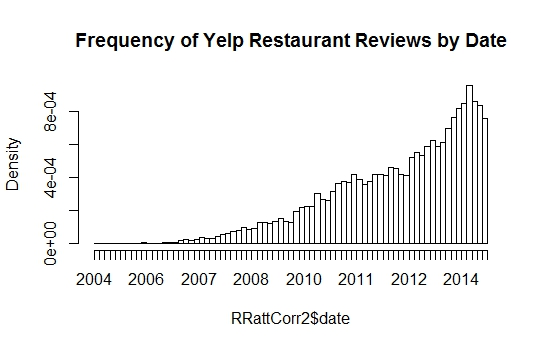 Frequency of Yelp Restaurant Reviews by Date
Density
8e-04
4e-04
0e+00
2004 2006 2007 2008 2010 2011 2012 2014
RRattCorr2$date